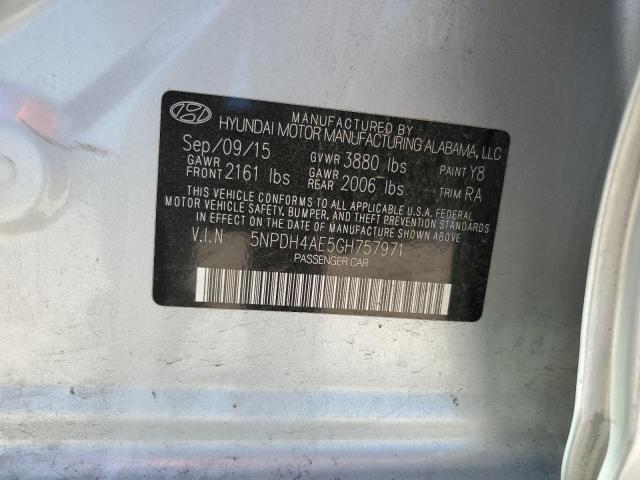 MANUFACTURED BY
HYUNDAI MOTOR MANUFACTURING ALABAMA, LLC
Sep/09/15 GVWR 3880 lbs PAINT Y8
GAWR FRONT 2161 lbs GAWR REAR 2006 lbs TRIM RA
THIS VEHICLE CONFORMS TO ALL APPLICABLE U.S.A. FEDERAL
MOTOR VEHICLE SAFETY, BUMPER, AND THEFT PREVENTION STANDARDS
IN EFFECT ON THE DATE OF MANUFACTURE SHOWN ABOVE
V.I.N 5NPDH4AE5GH757971
PASSENGER CAR